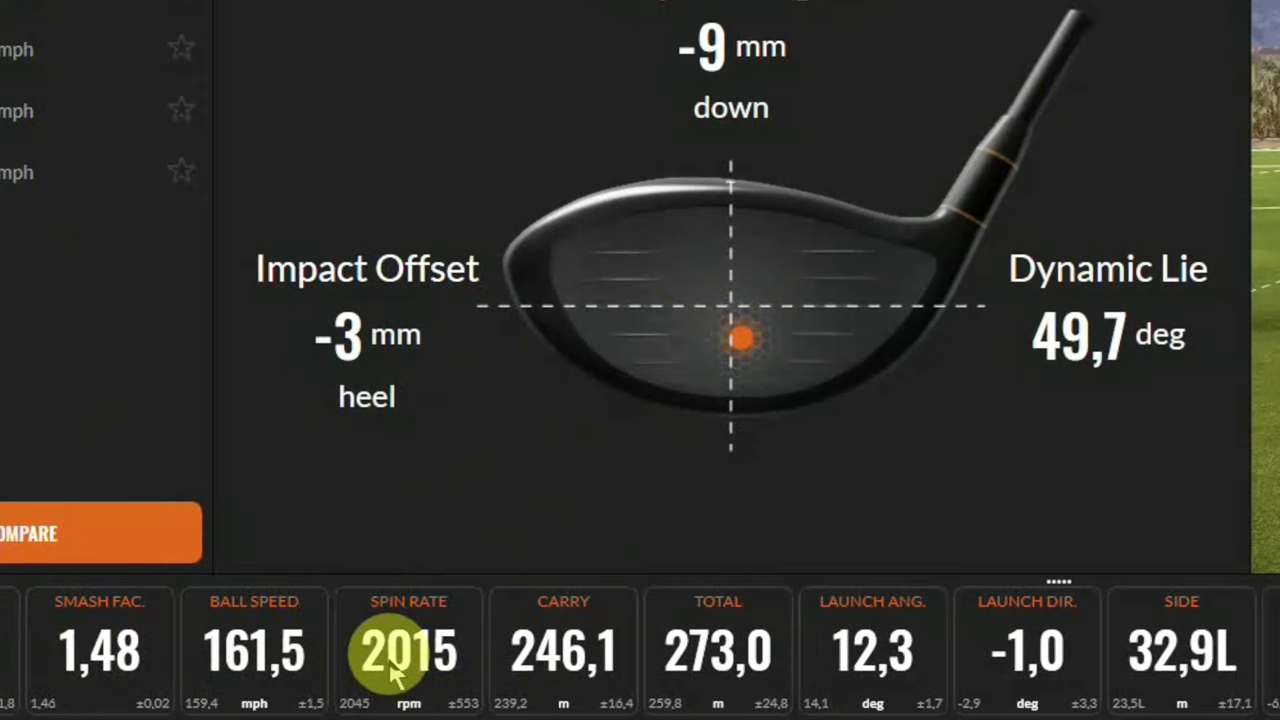 mph
mph
mph
-9 mm
down
Impact Offset
-3 mm
heel
Dynamic Lie
49,7 deg
OMPARE
1,8
SMASH FAC.
1,48
1,46 ±0,02
BALL SPEED
161,5
159,4 mph ±1,5
SPIN RATE
2015
2045 rpm ±553
CARRY
246,1
239,2 m ±16,4
TOTAL
273,0
259,8 m ±24,8
LAUNCH ANG.
12,3
14,1 deg ±1,7
LAUNCH DIR.
-1,0
-2,9 deg ±3,3
SIDE
32,9L
23,5L m ±17,1